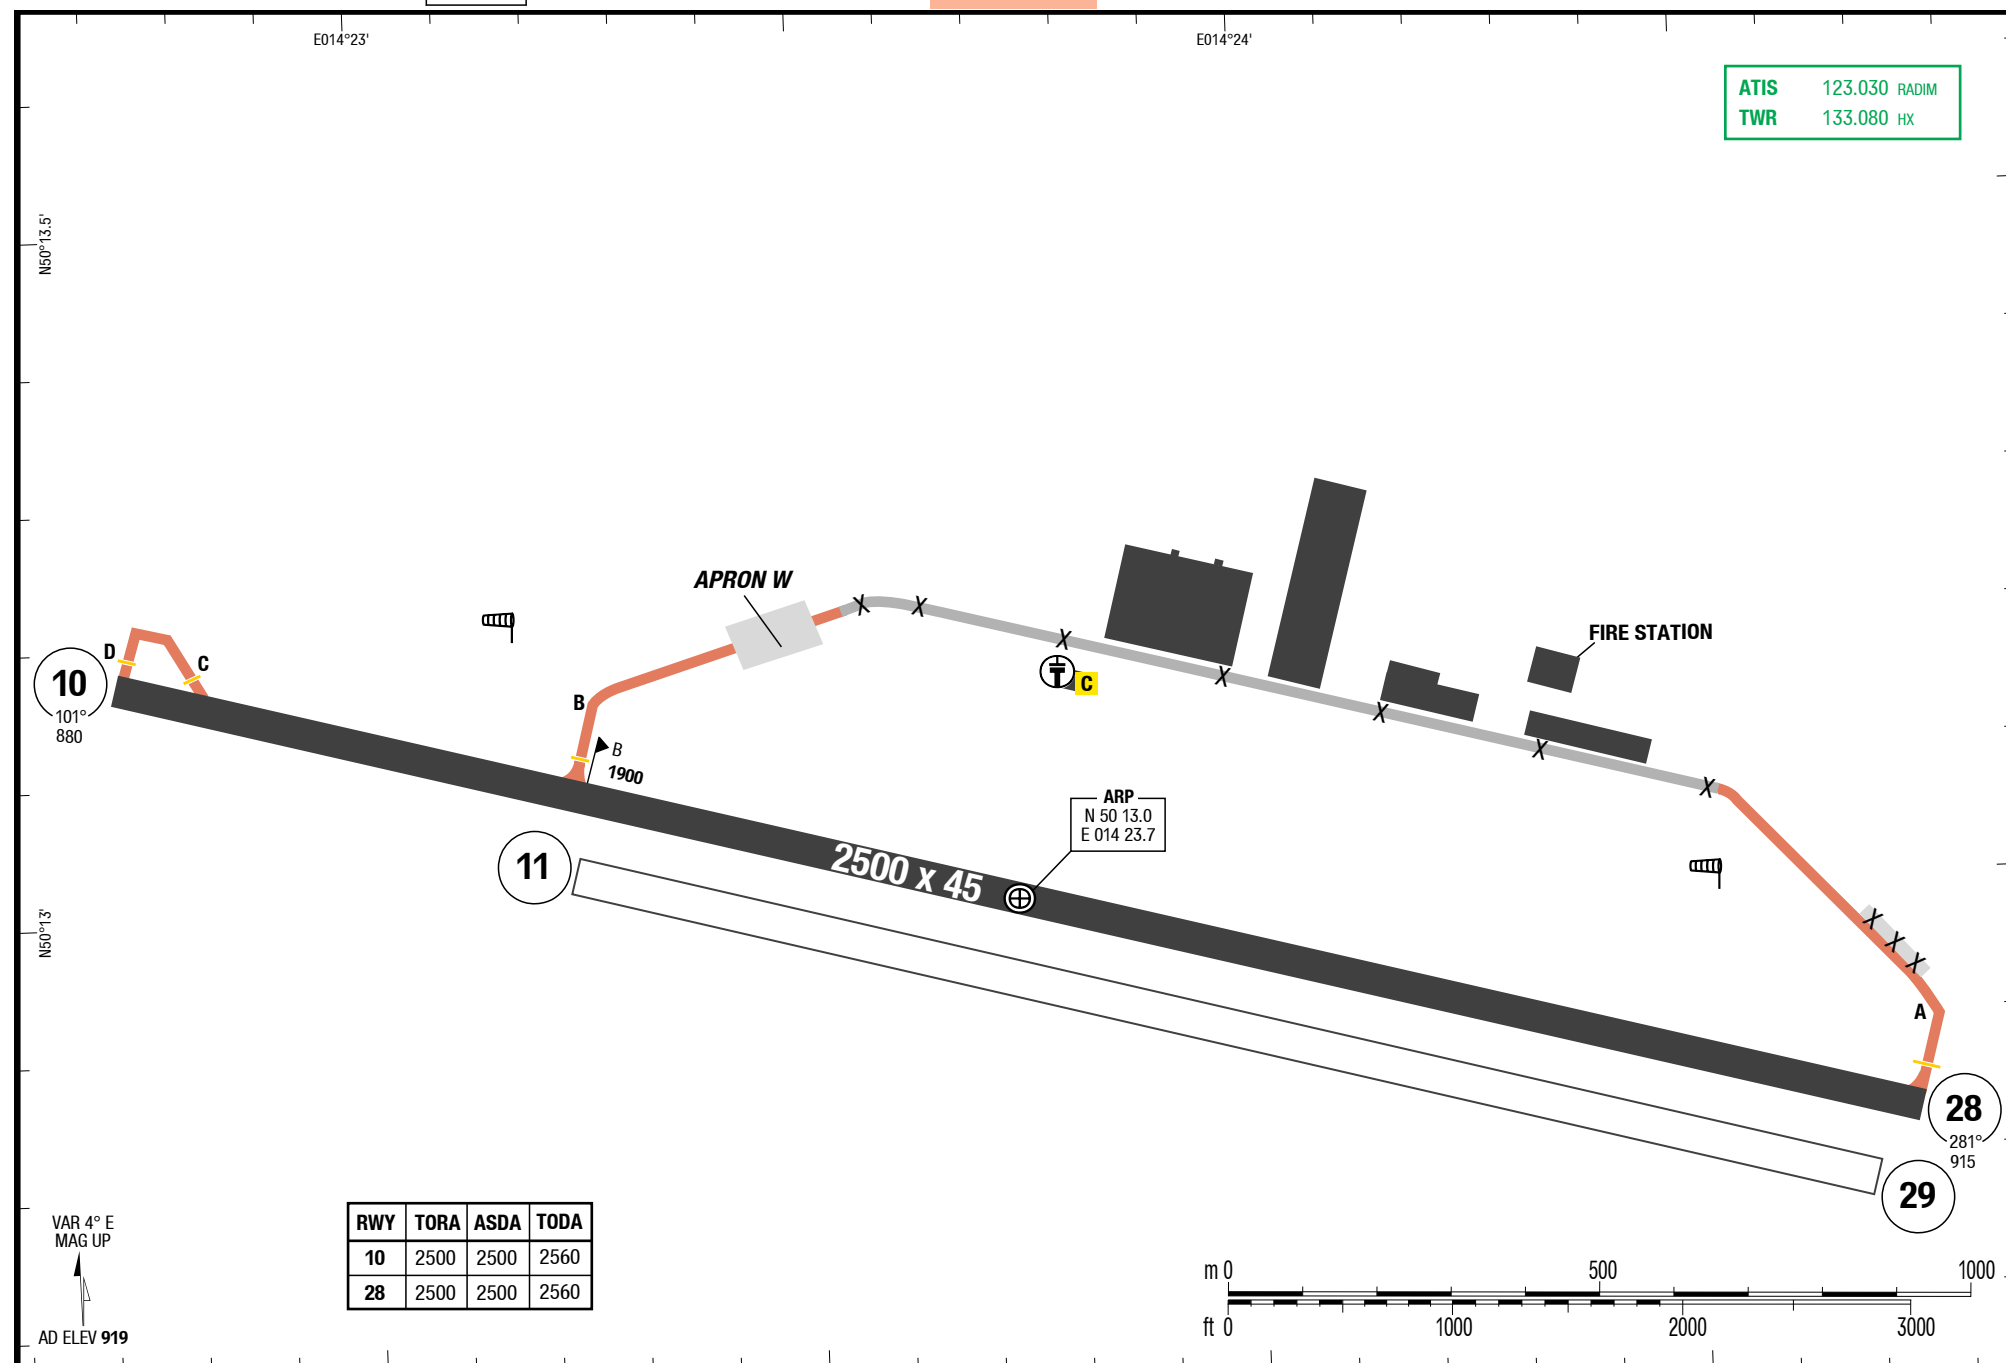 E014°23'
E014°24'
ATIS 123.030 RADIM
TWR 133.080 HX
N50°13.5'
APRON W
FIRE STATION
D
C
10
101°
880
B
C
B
1900
ARP
N 50 13.0
E 014 23.7
11
2500 x 45
N50°13'
X
X
X
X
X
X
X
X
X
X
A
28
281°
915
29
VAR 4° E
MAG UP
AD ELEV 919
RWY TORA ASDA TODA
10 2500 2500 2560
28 2500 2500 2560
m 0 500 1000
ft 0 1000 2000 3000